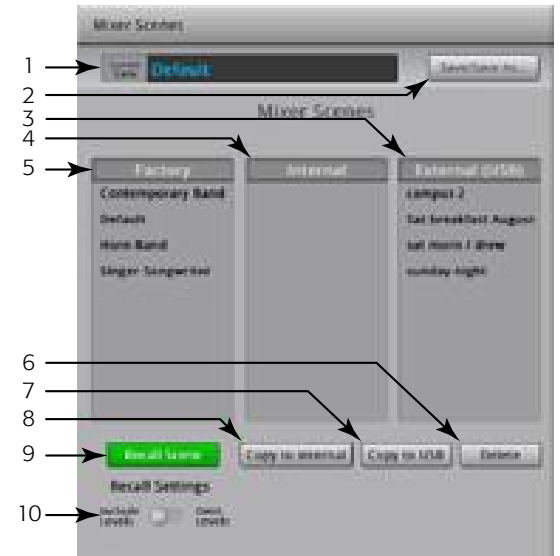 Mixer Scenes
1
Default
Save/Save As...
2
3
Mixer Scenes
4
5
Factory
Internal
External (USB)
Contemporary Band
campus 2
Default
Sat breakfast August
Horn Band
sat morn J drew
Singer Songwriter
sunday night
6
7
8
9
Recall Scene
Copy to Internal
Copy to USB
Delete
Recall Settings
10
Include Levels
Omit Levels